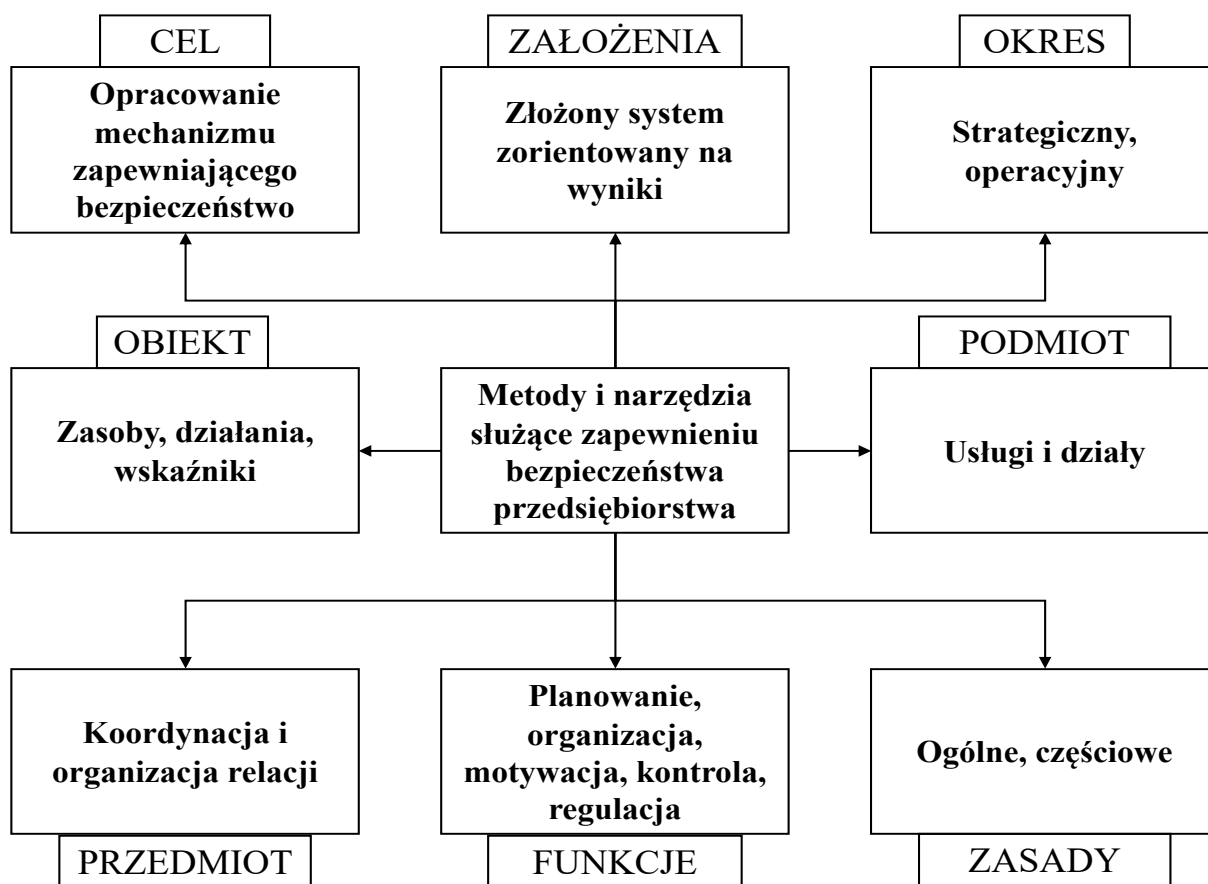 CEL
Opracowanie
mechanizmu
zapewniającego
bezpieczeństwo
ZAŁOŻENIA
Złożony system
zorientowany na
wyniki
OKRES
Strategiczny,
operacyjny
OBIEKT
Zasoby, działania,
wskaźniki
Metody i narzędzia
służące zapewnieniu
bezpieczeństwa
przedsiębiorstwa
PODMIOT
Usługi i działy
Koordynacja i
organizacja relacji
PRZEDMIOT
Planowanie,
organizacja,
motywacja, kontrola,
regulacja
FUNKCJE
Ogólne, częściowe
ZASADY